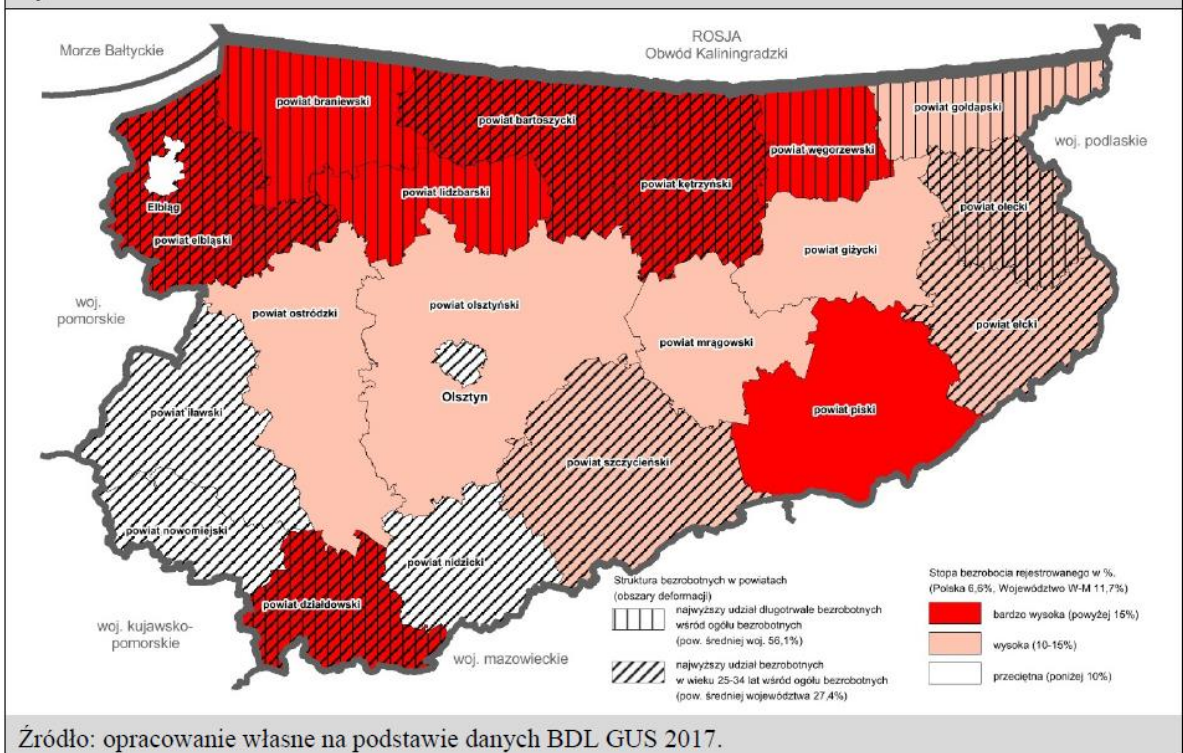 Morze Bałtyckie
ROSJA
Obwód Kaliningradzki
powiat braniewski
powiat bartoszycki
powiat gołdapski
woj. podlaskie
powiat węgorzewski
powiat lidzbarski
powiat kętrzyński
Elbląg
powiat olecki
powiat elbląski
powiat giżycki
woj.
pomorskie
powiat ostródzki
powiat olsztyński
powiat mrągowski
powiat ełcki
Olsztyn
powiat iławski
powiat piski
powiat szczycieński
powiat nowomiejski
powiat nidzicki
powiat działdowski
woj. kujawsko-
pomorskie
woj. mazowieckie
Struktura bezrobotnych w powiatach
(obszary deformacji)
najwyższy udział długotrwale bezrobotnych
wśród ogółu bezrobotnych
(pow. średniej woj. 56,1%)
najwyższy udział bezrobotnych
w wieku 25-34 lat wśród ogółu bezrobotnych
(pow. średniej województwa 27,4%)
Stopa bezrobocia rejestrowanego w %.
(Polska 6,6%, Województwo W-M 11,7%)
bardzo wysoka (powyżej 15%)
wysoka (10-15%)
przeciętna (poniżej 10%)
Źródło: opracowanie własne na podstawie danych BDL GUS 2017.